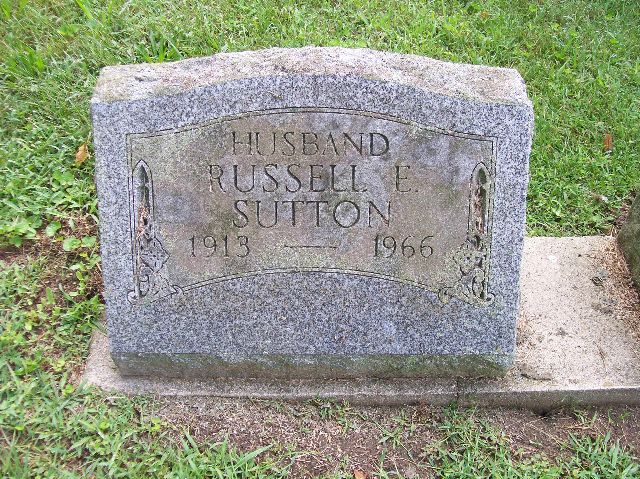 HUSBAND
RUSSELL E.
SUTTON
1913 — 1966